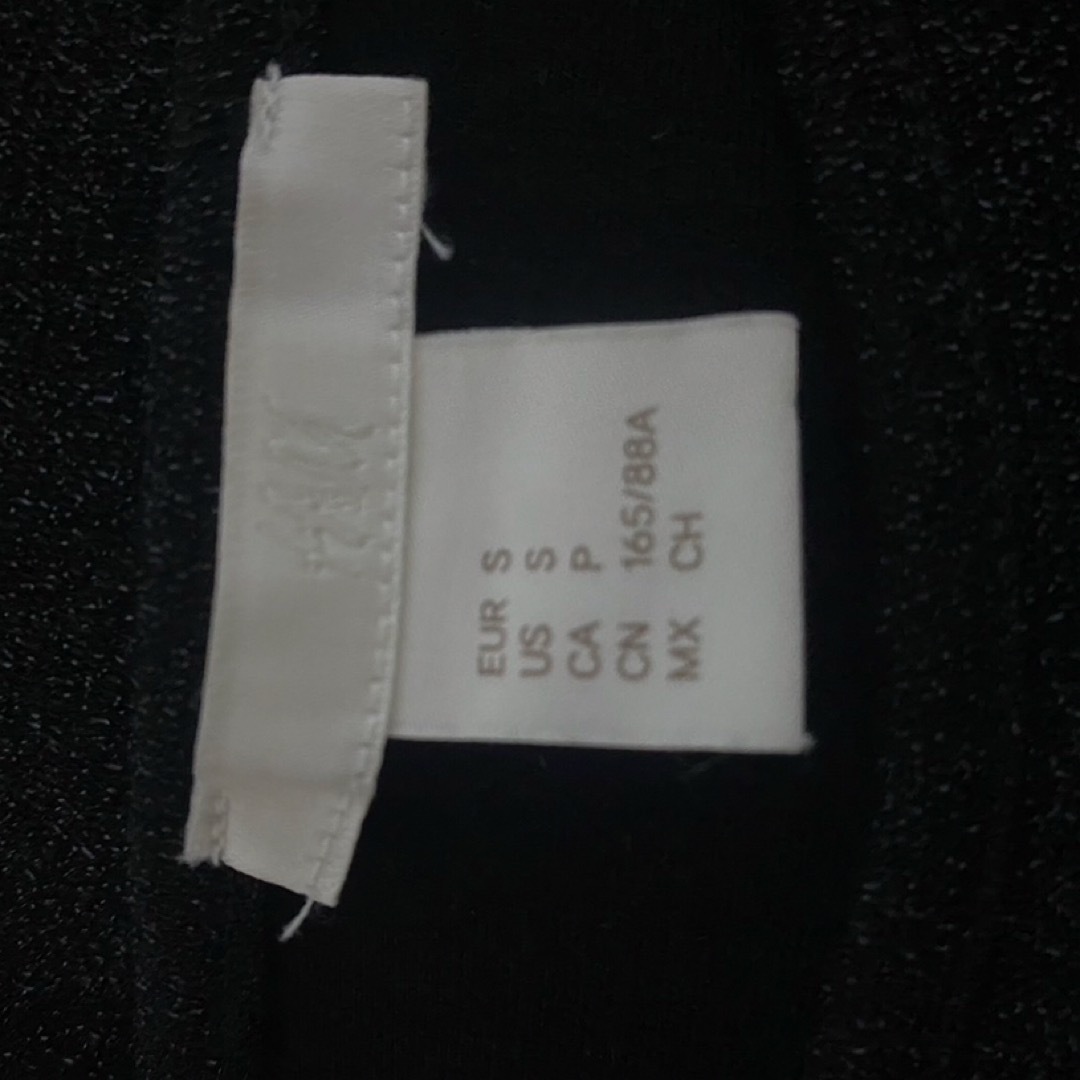 H&M
EUR S
US S
CA P
CN 165/88A
MX CH